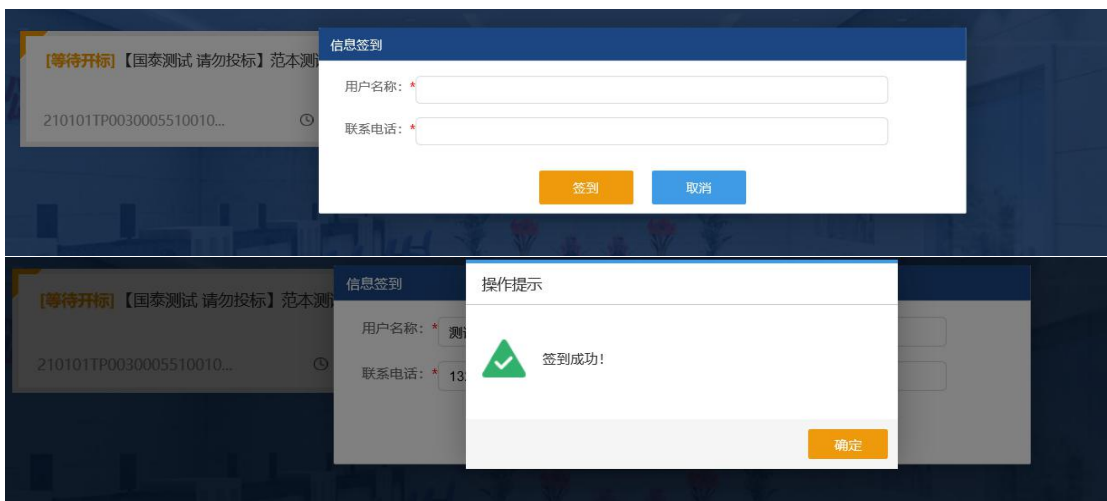 信息签到
[等待开标]【国泰测试 请勿投标】范本测
用户名称：*
210101TP0030005510010...
联系电话：*
签到
取消
信息签到
操作提示
[等待开标]【国泰测试 请勿投标】范本测
用户名称：* 测
签到成功！
210101TP0030005510010...
联系电话：* 13
确定